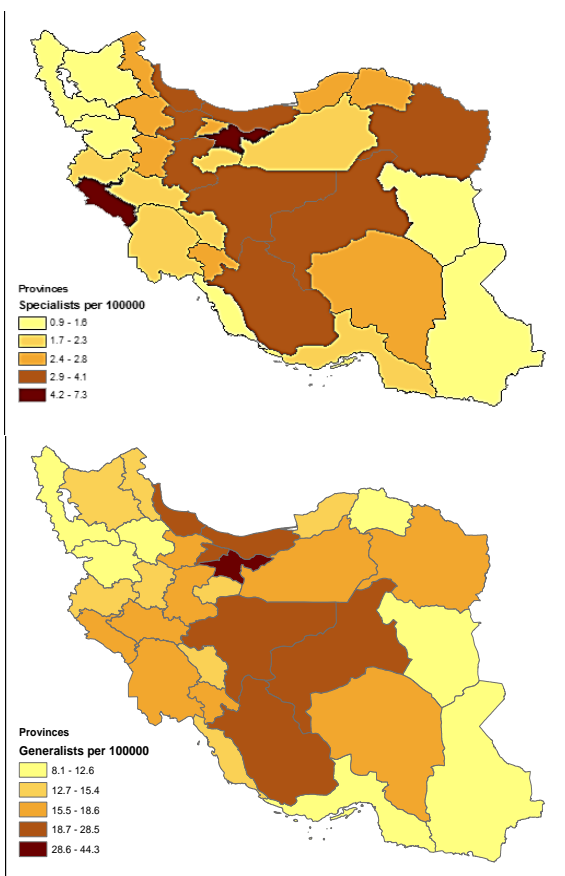 Provinces
Specialists per 100000
0.9 - 1.6
1.7 - 2.3
2.4 - 2.8
2.9 - 4.1
4.2 - 7.3
Provinces
Generalists per 100000
8.1 - 12.6
12.7 - 15.4
15.5 - 18.6
18.7 - 28.5
28.6 - 44.3